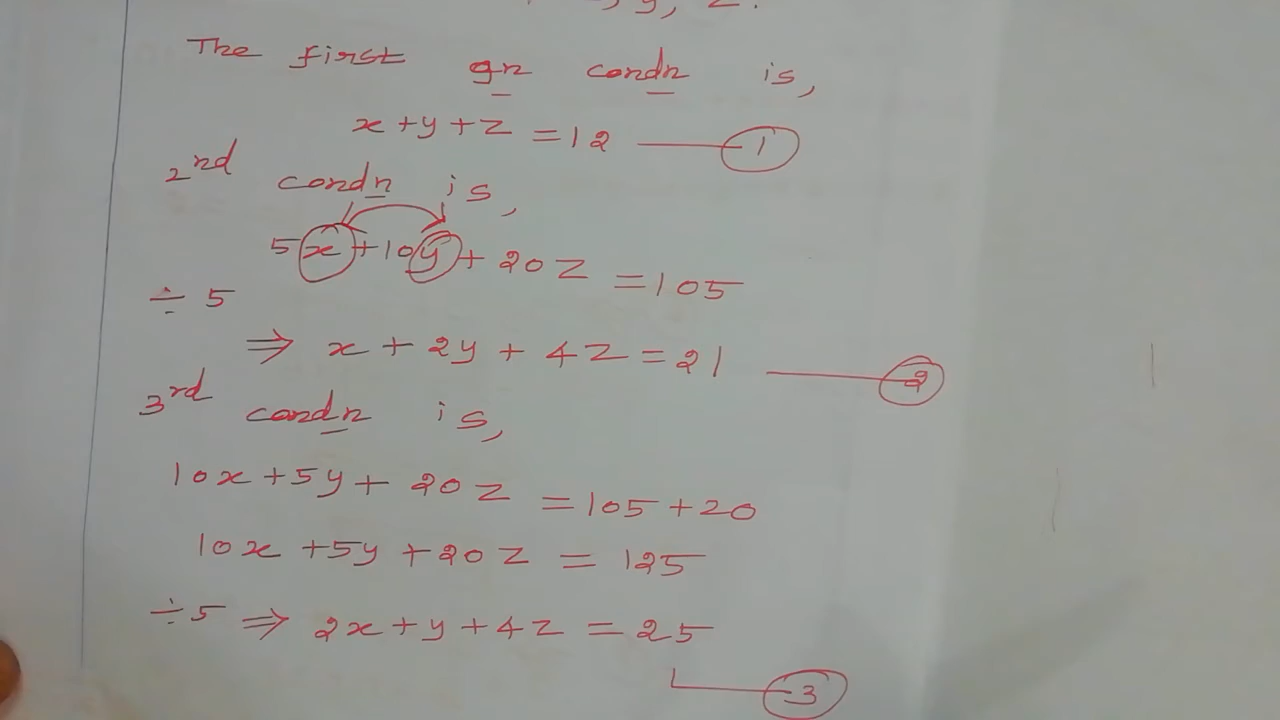 y, z.
The first gn condn is,
x + y + z = 12 — 1
2nd condn is,
5x + 10y + 20z = 105
÷ 5
⇒ x + 2y + 4z = 21 — 2
3rd condn is,
10x + 5y + 20z = 105 + 20
10x + 5y + 20z = 125
÷ 5 ⇒ 2x + y + 4z = 25
3